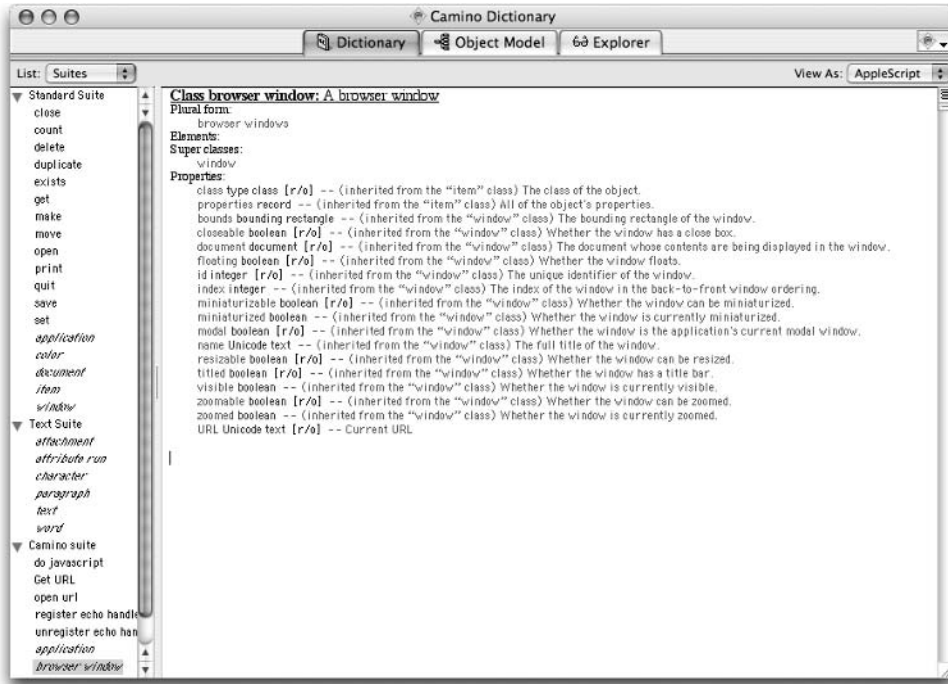 Camino Dictionary
Dictionary
Object Model
Explorer
List: Suites
View As: AppleScript
Standard Suite
close
count
delete
duplicate
exists
get
make
move
open
print
quit
save
set
application
color
document
item
window
Text Suite
attachment
attribute run
character
paragraph
text
word
Camino suite
do javascript
Get URL
open url
register echo handle
unregister echo han
application
browser window
Class browser window: A browser window
Plural form:
browser windows
Elements:
Super classes:
window
Properties:
class type class [r/o] -- (inherited from the “item” class) The class of the object.
properties record -- (inherited from the “item” class) All of the object's properties.
bounds bounding rectangle -- (inherited from the “window” class) The bounding rectangle of the window.
closeable boolean [r/o] -- (inherited from the “window” class) Whether the window has a close box.
document document [r/o] -- (inherited from the “window” class) The document whose contents are being displayed in the window.
floating boolean [r/o] -- (inherited from the “window” class) Whether the window floats.
id integer [r/o] -- (inherited from the “window” class) The unique identifier of the window.
index integer -- (inherited from the “window” class) The index of the window in the back-to-front window ordering.
miniaturizable boolean [r/o] -- (inherited from the “window” class) Whether the window can be miniaturized.
miniaturized boolean -- (inherited from the “window” class) Whether the window is currently miniaturized.
modal boolean [r/o] -- (inherited from the “window” class) Whether the window is the application's current modal window.
name Unicode text -- (inherited from the “window” class) The full title of the window.
resizable boolean [r/o] -- (inherited from the “window” class) Whether the window can be resized.
titled boolean [r/o] -- (inherited from the “window” class) Whether the window has a title bar.
visible boolean -- (inherited from the “window” class) Whether the window is currently visible.
zoomable boolean [r/o] -- (inherited from the “window” class) Whether the window can be zoomed.
zoomed boolean -- (inherited from the “window” class) Whether the window is currently zoomed.
URL Unicode text [r/o] -- Current URL